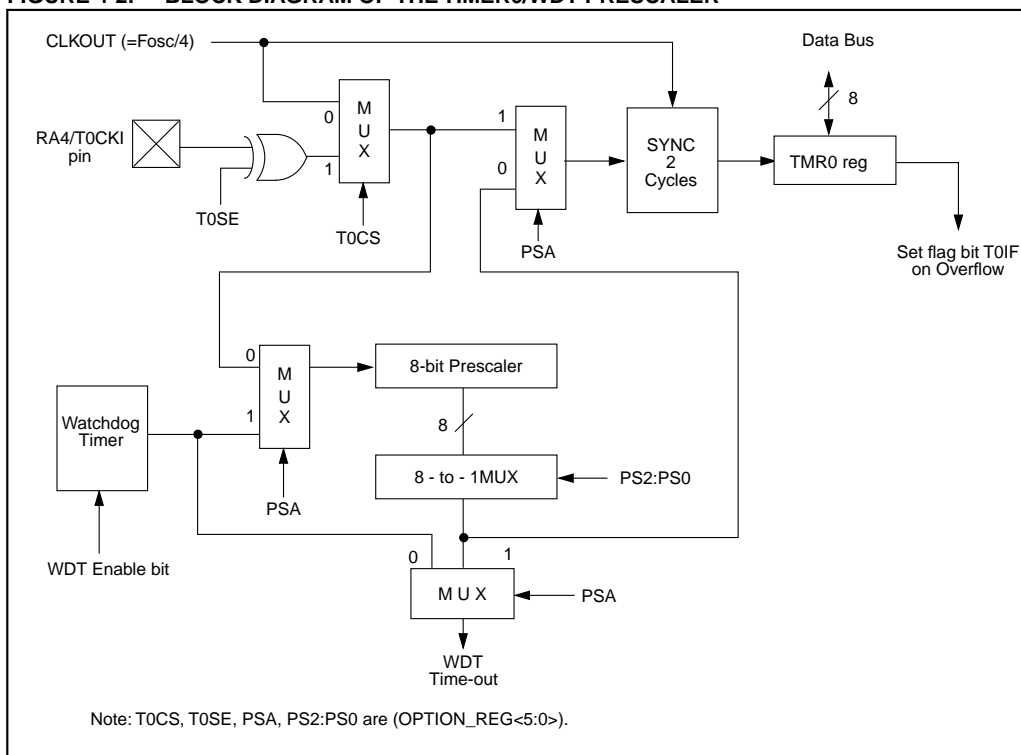 FIGURE 4-2: BLOCK DIAGRAM OF THE TIMER0/WDT PRESCALER
CLKOUT (=Fosc/4)
Data Bus
8
RA4/T0CKI
pin
0
1
M
U
X
1
0
M
U
X
SYNC
2
Cycles
TMR0 reg
T0SE
T0CS
PSA
Set flag bit T0IF
on Overflow
0
1
M
U
X
8-bit Prescaler
Watchdog
Timer
8
8 - to - 1MUX
PS2:PS0
PSA
WDT Enable bit
0
1
M U X
PSA
WDT
Time-out
Note: T0CS, T0SE, PSA, PS2:PS0 are (OPTION_REG<5:0>).